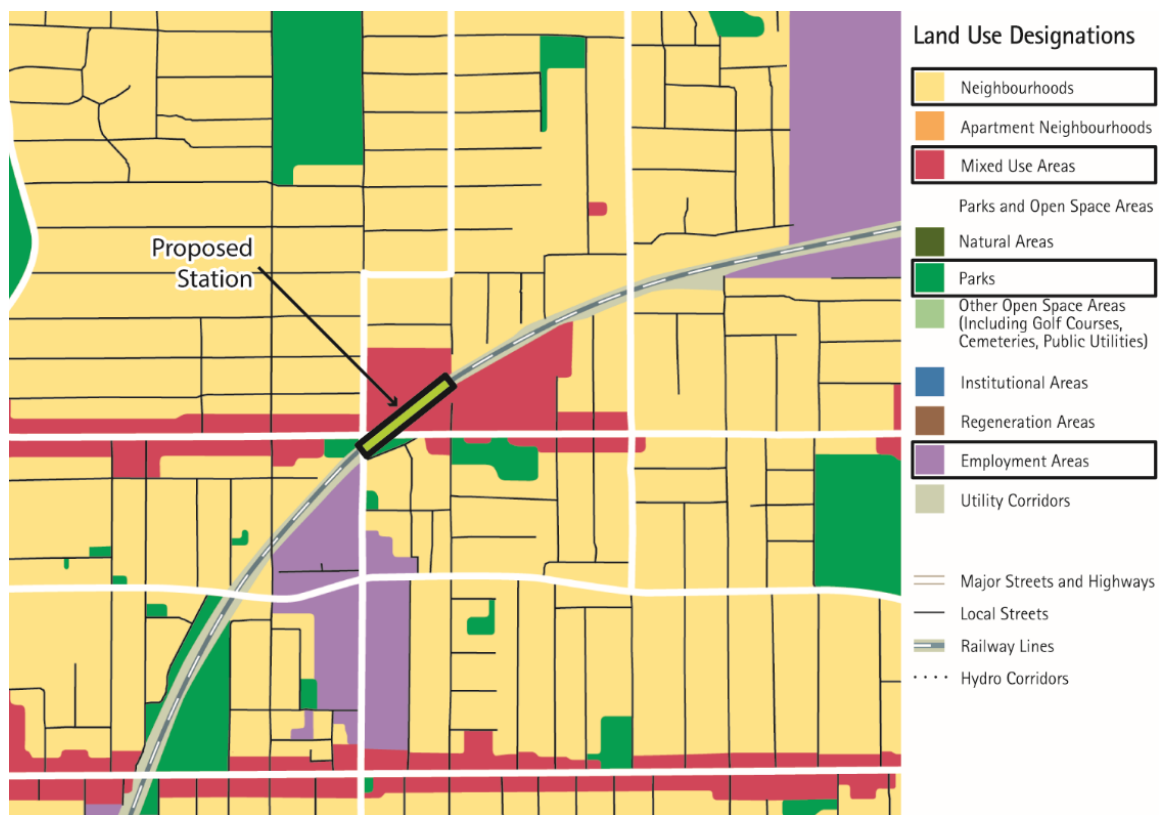 Proposed
Station
Land Use Designations
Neighbourhoods
Apartment Neighbourhoods
Mixed Use Areas
Parks and Open Space Areas
Natural Areas
Parks
Other Open Space Areas
(Including Golf Courses,
Cemeteries, Public Utilities)
Institutional Areas
Regeneration Areas
Employment Areas
Utility Corridors
Major Streets and Highways
Local Streets
Railway Lines
Hydro Corridors